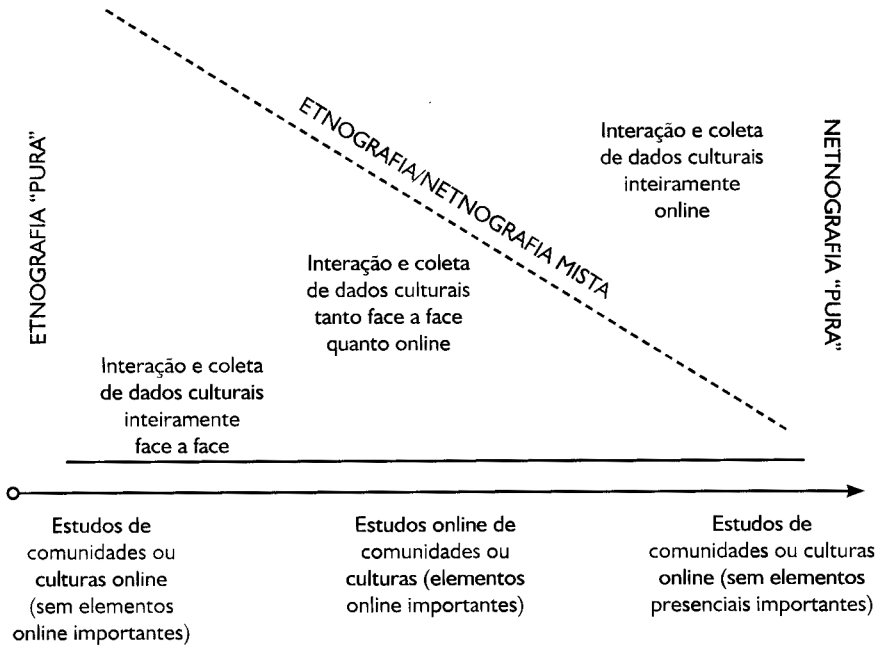 ETNOGRAFIA "PURA"
ETNOGRAFIA/NETNOGRAFIA MISTA
Interação e coleta
de dados culturais
inteiramente
online
NETNOGRAFIA "PURA"
Interação e coleta
de dados culturais
tanto face a face
quanto online
Interação e coleta
de dados culturais
inteiramente
face a face
Estudos de
comunidades ou
culturas online
(sem elementos
online importantes)
Estudos online de
comunidades ou
culturas (elementos
online importantes)
Estudos de
comunidades ou culturas
online (sem elementos
presenciais importantes)